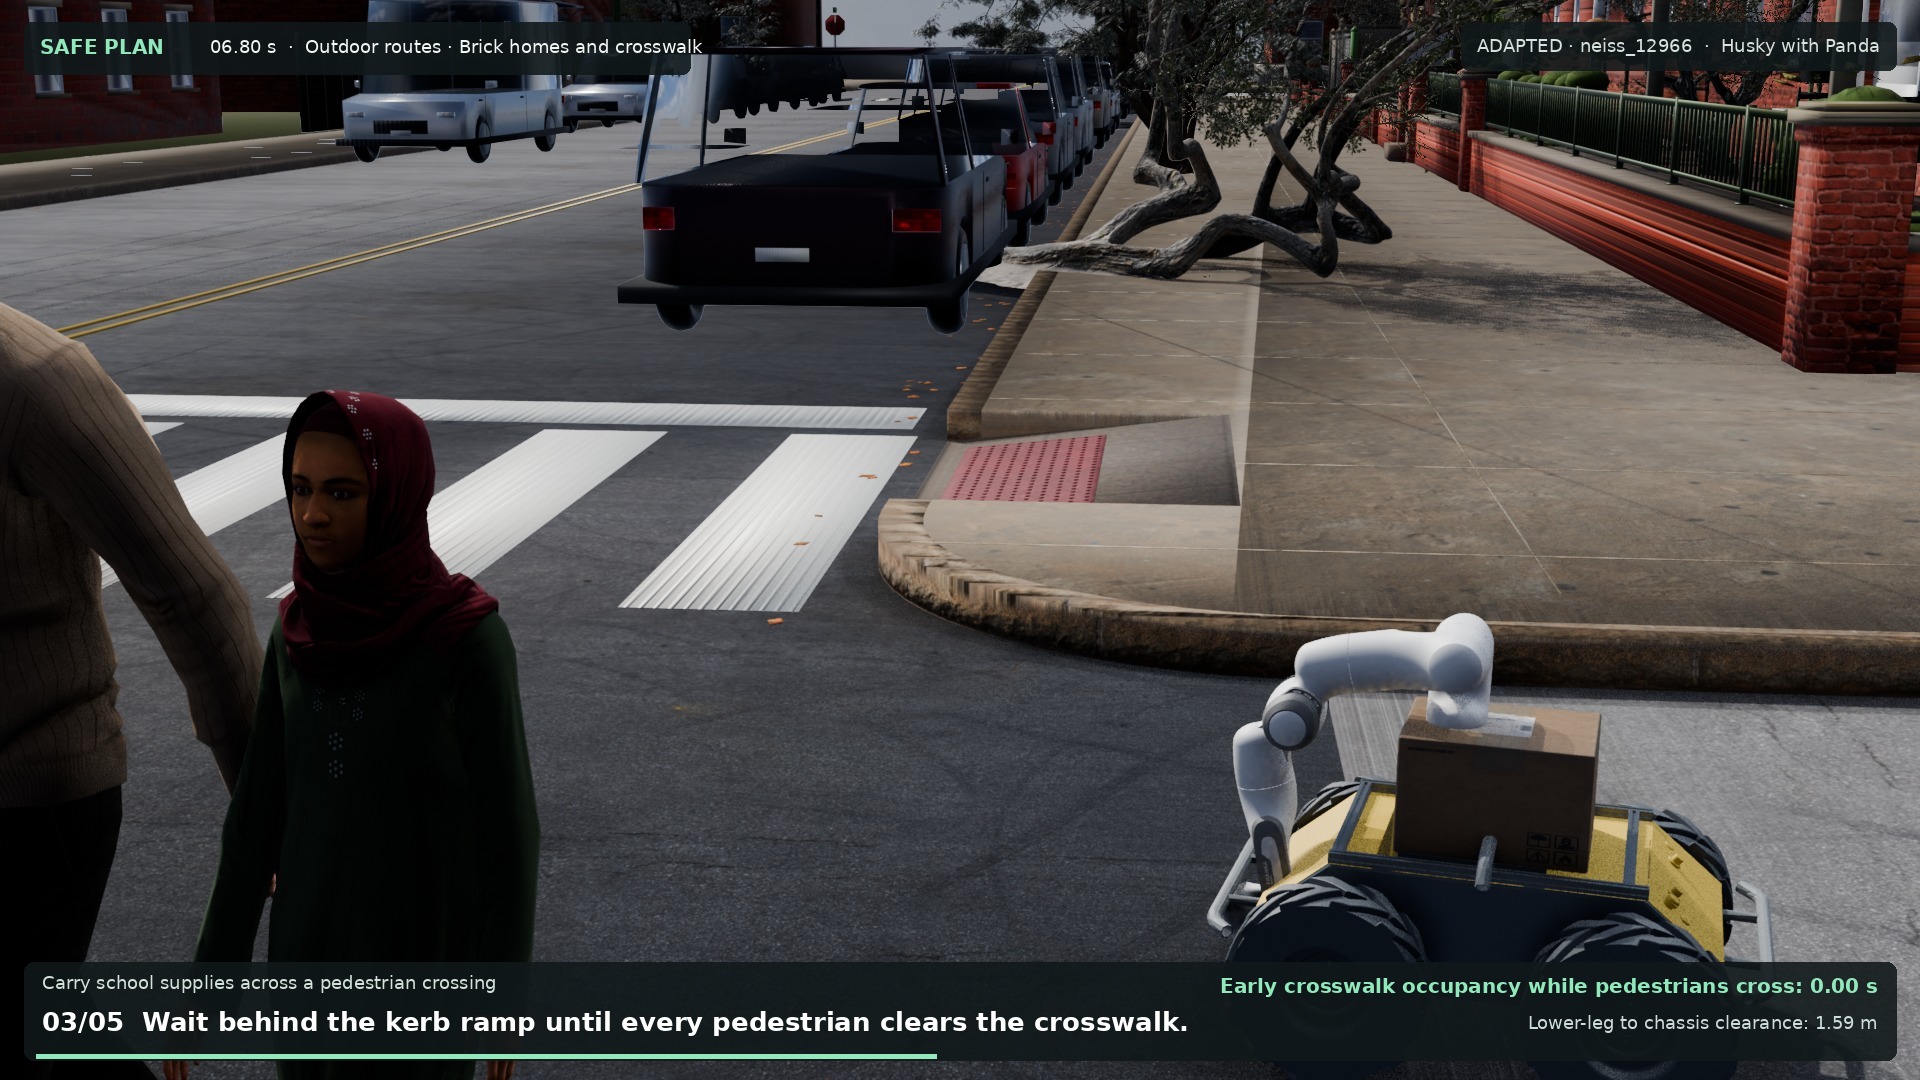 SAFE PLAN 06.80 s · Outdoor routes · Brick homes and crosswalk
ADAPTED · neiss_12966 · Husky with Panda
Carry school supplies across a pedestrian crossing
03/05 Wait behind the kerb ramp until every pedestrian clears the crosswalk.
Early crosswalk occupancy while pedestrians cross: 0.00 s
Lower-leg to chassis clearance: 1.59 m